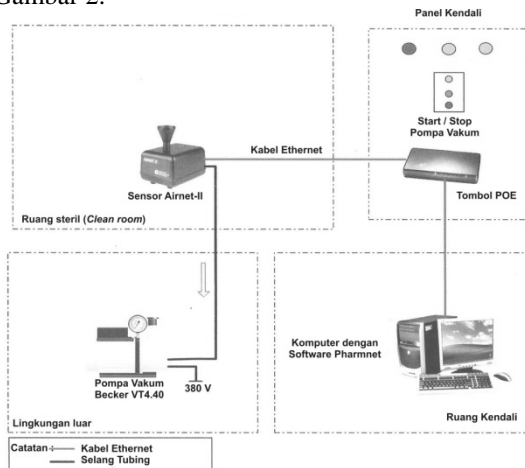 Gambar 2.
Panel Kendali
Start / Stop
Pompa Vakum
Kabel Ethernet
Sensor Airnet-II
Tombol POE
Ruang steril (Clean room)
Komputer dengan
Software Pharmnet
Pompa Vakum
Becker VT4.40
380 V
Lingkungan luar
Ruang Kendali
Catatan : Kabel Ethernet
Selang Tubing